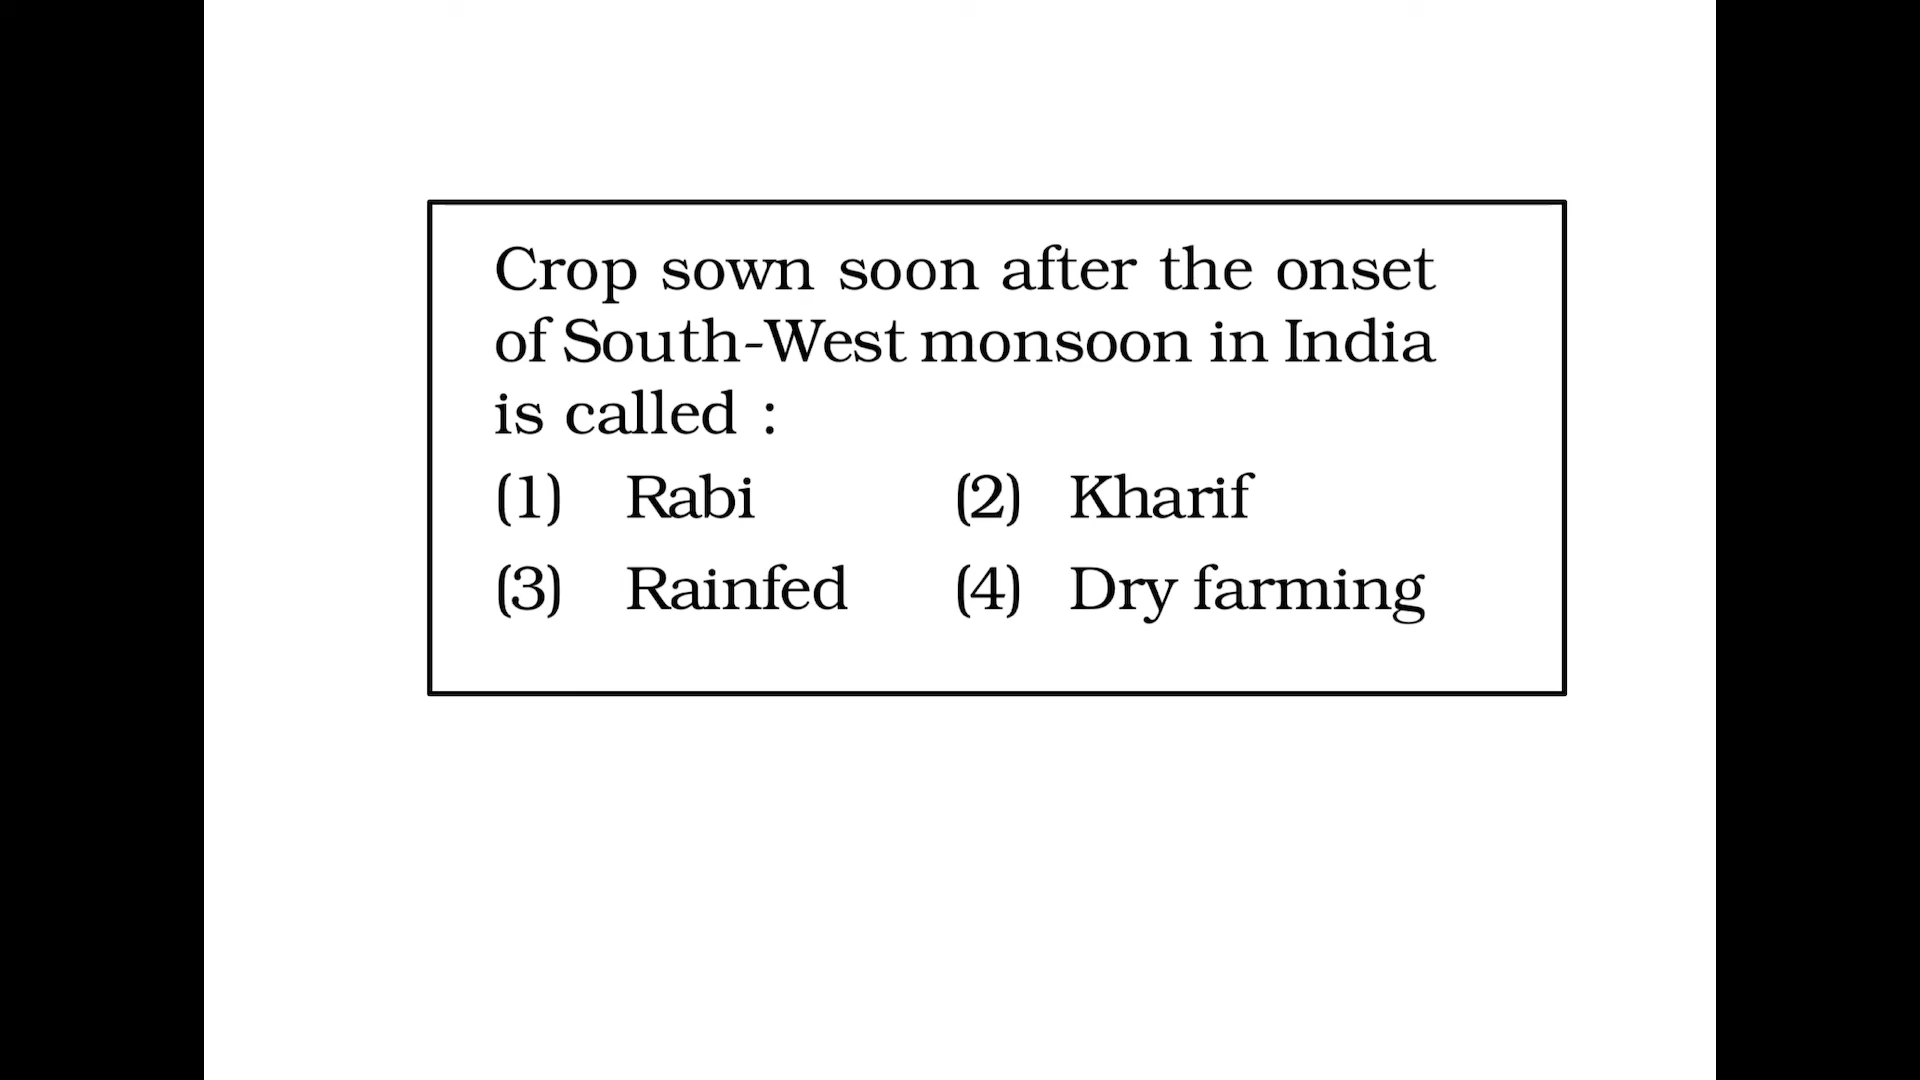 Crop sown soon after the onset
of South-West monsoon in India
is called :
(1) Rabi (2) Kharif
(3) Rainfed (4) Dry farming